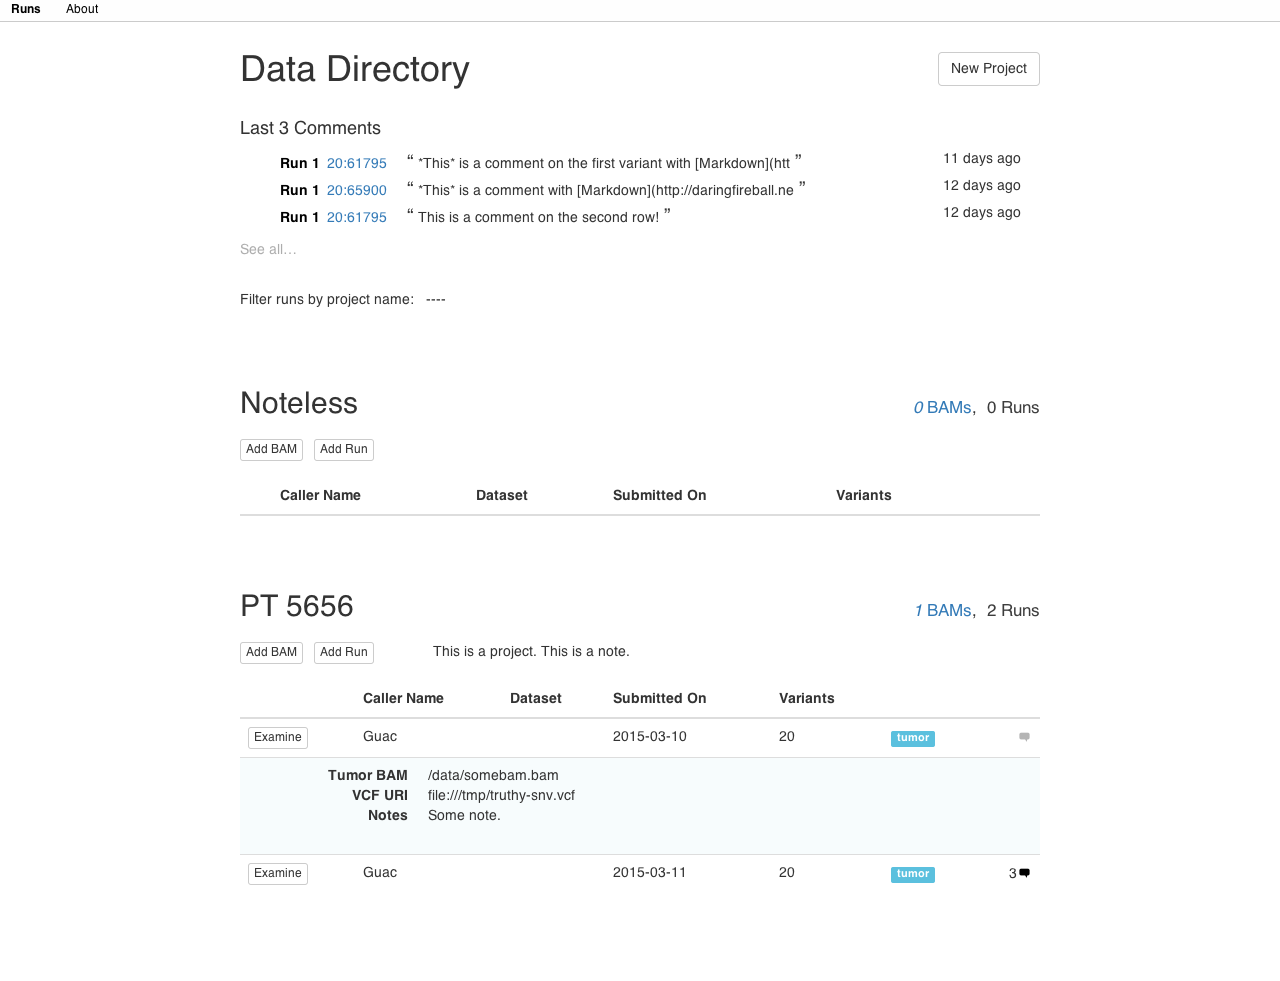 Runs About
Data Directory New Project
Last 3 Comments
Run 1 20:61795 “ *This* is a comment on the first variant with [Markdown](htt ” 11 days ago
Run 1 20:65900 “ *This* is a comment with [Markdown](http://daringfireball.ne ” 12 days ago
Run 1 20:61795 “ This is a comment on the second row! ” 12 days ago
See all…
Filter runs by project name: ----
Noteless 0 BAMs, 0 Runs
Add BAM Add Run
Caller Name Dataset Submitted On Variants
PT 5656 1 BAMs, 2 Runs
Add BAM Add Run This is a project. This is a note.
Caller Name Dataset Submitted On Variants
Examine Guac 2015-03-10 20 tumor
Tumor BAM /data/somebam.bam
VCF URI file:///tmp/truthy-snv.vcf
Notes Some note.
Examine Guac 2015-03-11 20 tumor 3